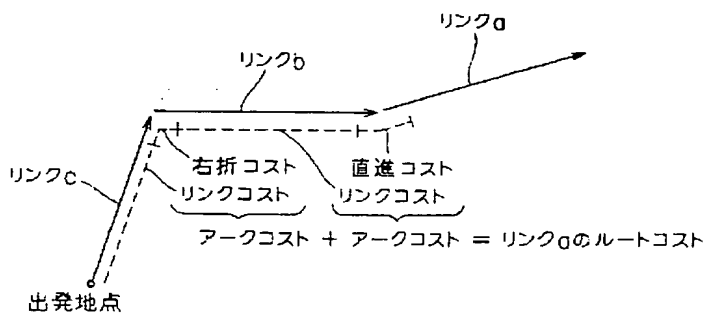 リンクa
リンクb
右折コスト
直進コスト
リンクc
リンクコスト
リンクコスト
アークコスト + アークコスト = リンクaのルートコスト
出発地点